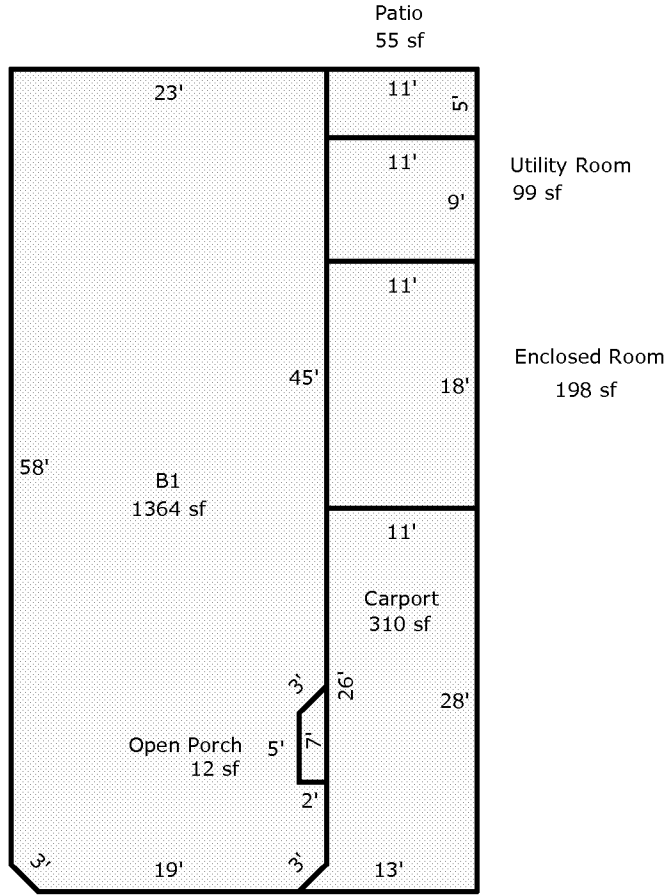 Patio
55 sf
23'
11'
5'
11'
Utility Room
99 sf
9'
11'
Enclosed Room
198 sf
45'
18'
58'
B1
1364 sf
11'
Carport
310 sf
3'
26'
28'
Open Porch
12 sf
5'
7'
2'
3'
19'
3'
13'